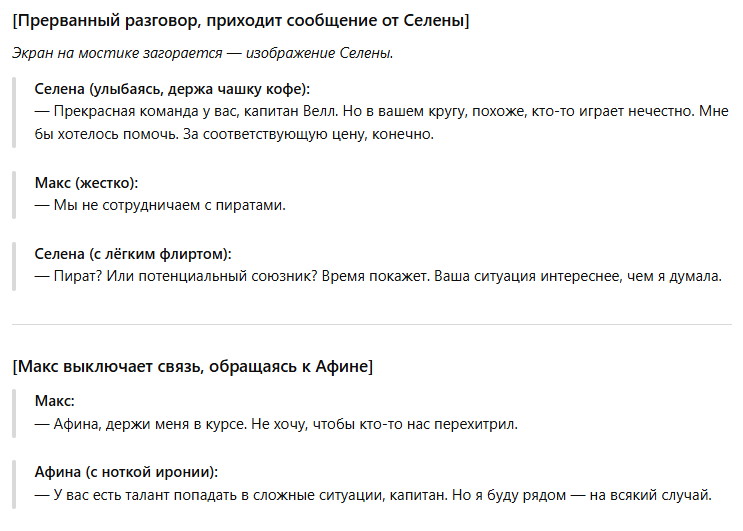 [Прерванный разговор, приходит сообщение от Селены]
Экран на мостике загорается — изображение Селены.
Селена (улыбаясь, держа чашку кофе):
— Прекрасная команда у вас, капитан Велл. Но в вашем кругу, похоже, кто-то играет нечестно. Мне
бы хотелось помочь. За соответствующую цену, конечно.
Макс (жестко):
— Мы не сотрудничаем с пиратами.
Селена (с лёгким флиртом):
— Пират? Или потенциальный союзник? Время покажет. Ваша ситуация интереснее, чем я думала.
[Макс выключает связь, обращаясь к Афине]
Макс:
— Афина, держи меня в курсе. Не хочу, чтобы кто-то нас перехитрил.
Афина (с ноткой иронии):
— У вас есть талант попадать в сложные ситуации, капитан. Но я буду рядом — на всякий случай.